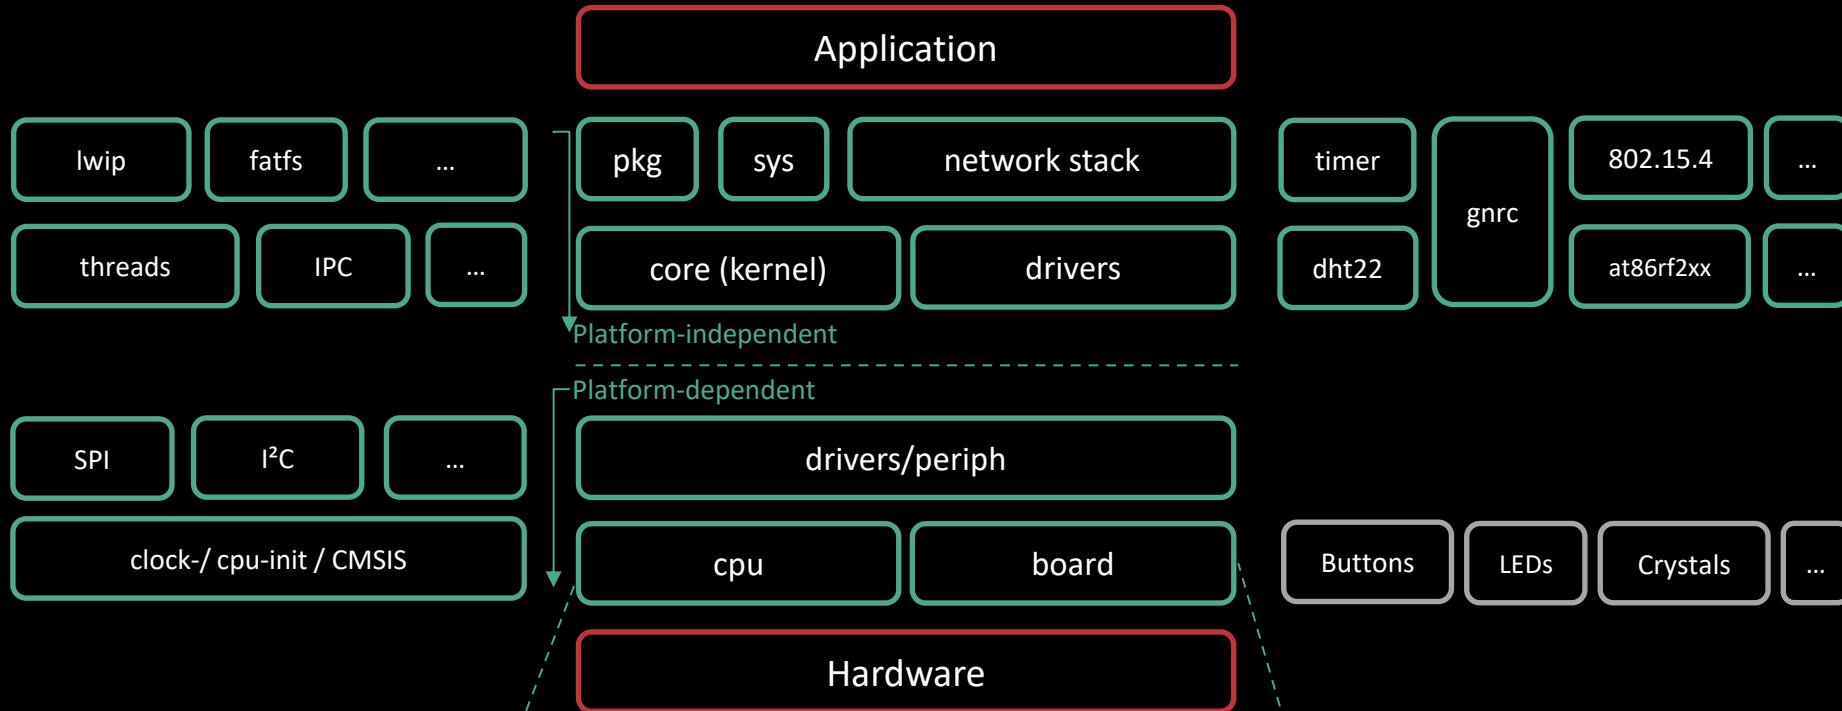 Application
lwip
fatfs
...
pkg
sys
network stack
timer
gnrc
802.15.4
...
threads
IPC
...
core (kernel)
drivers
dht22
at86rf2xx
...
Platform-independent
Platform-dependent
SPI
I²C
...
drivers/periph
clock-/ cpu-init / CMSIS
cpu
board
Buttons
LEDs
Crystals
...
Hardware